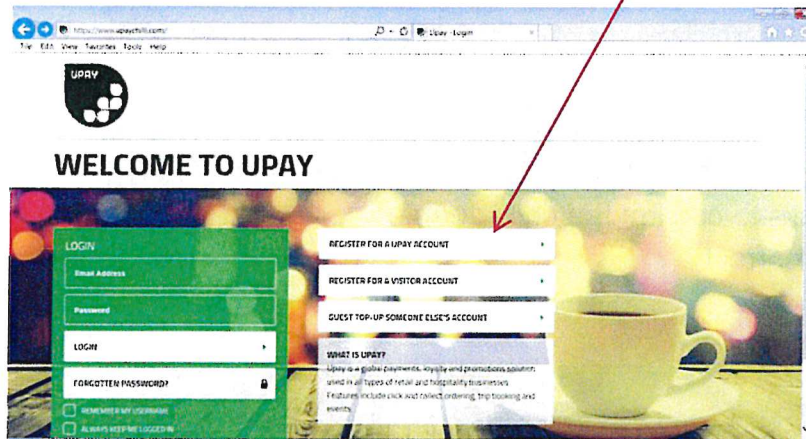 https://www.upaychilli.com/
Upay - Login
File Edit View Favorites Tools Help
UPAY
WELCOME TO UPAY
LOGIN
Email Address
Password
LOGIN
FORGOTTEN PASSWORD?
REMEMBER MY USERNAME
ALWAYS KEEP ME LOGGED IN
REGISTER FOR A UPAY ACCOUNT
REGISTER FOR A VISITOR ACCOUNT
GUEST TOP-UP SOMEONE ELSE'S ACCOUNT
WHAT IS UPAY?
Upay is a global payments, loyalty and promotions solution
used in all types of retail and hospitality businesses.
Features include click and collect ordering, trip booking and
events.